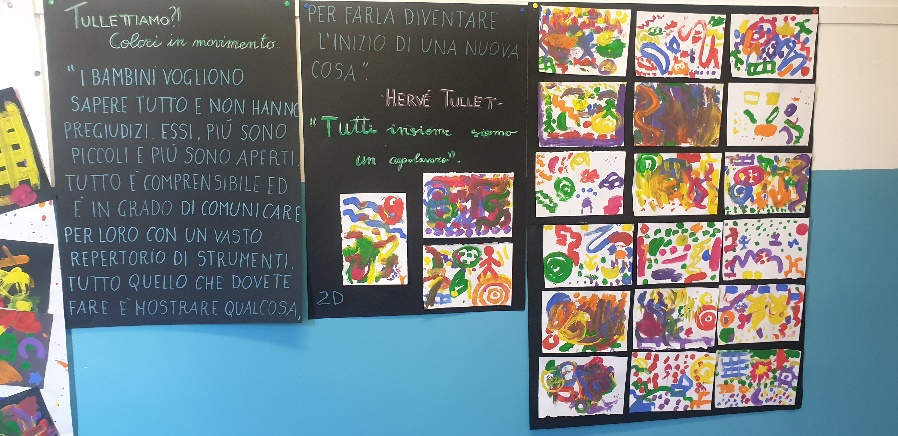 TULLETTIAMO?!
Colori in movimento.
"I BAMBINI VOGLIONO
SAPERE TUTTO E NON HANNO
PREGIUDIZI. ESSI, PIÚ SONO
PICCOLI E PIÚ SONO APERTI.
TUTTO È COMPRENSIBILE ED
È IN GRADO DI COMUNICARE
PER LORO CON UN VASTO
REPERTORIO DI STRUMENTI.
TUTTO QUELLO CHE DOVETE
FARE È MOSTRARE QUALCOSA,
PER FARLA DIVENTARE
L'INIZIO DI UNA NUOVA
COSA".
-HERVÉ TULLET-
"Tutti insieme siamo
un capolavoro".
2D